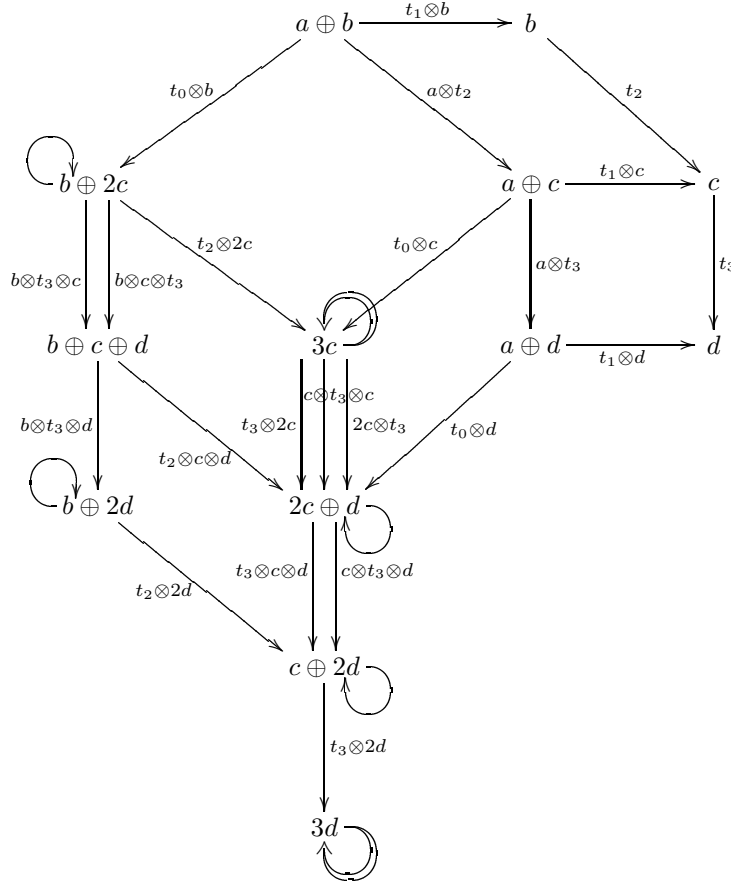 a ⊕ b t₁⊗b b
t₀⊗b a⊗t₂ t₂
b ⊕ 2c a ⊕ c t₁⊗c c
t₂⊗2c t₀⊗c
b⊗t₃⊗c b⊗c⊗t₃ a⊗t₃ t₃
b ⊕ c ⊕ d 3c a ⊕ d t₁⊗d d
c⊗t₃⊗c
b⊗t₃⊗d t₃⊗2c 2c⊗t₃ t₀⊗d
t₂⊗c⊗d
b ⊕ 2d 2c ⊕ d
t₃⊗c⊗d c⊗t₃⊗d
t₂⊗2d
c ⊕ 2d
t₃⊗2d
3d